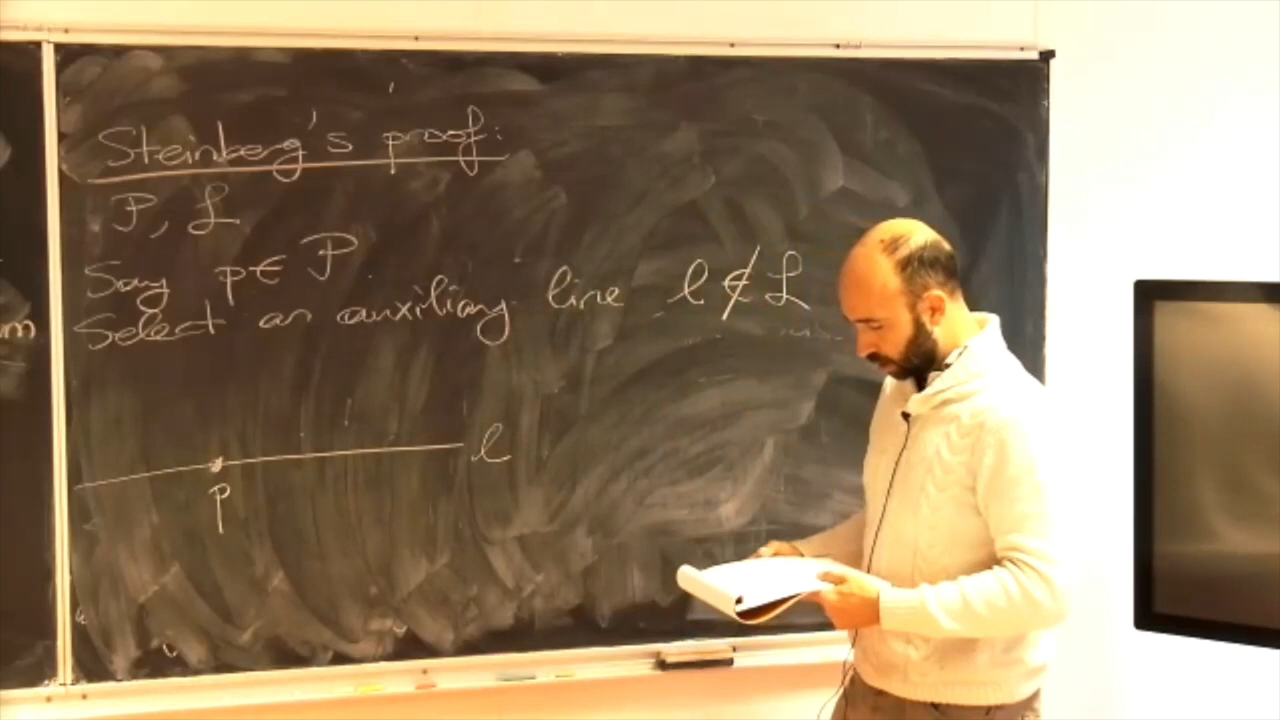 Steinberg's proof:
P, L
Say p ∈ P.
Select an auxiliary line l ∉ L
l
p